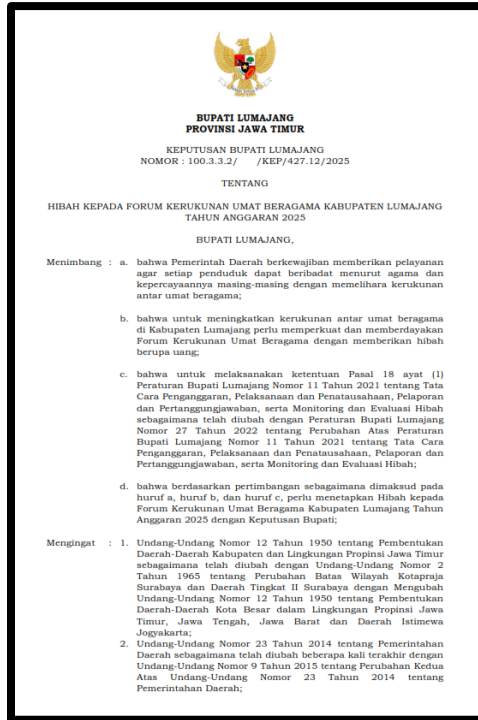 BUPATI LUMAJANG
PROVINSI JAWA TIMUR
KEPUTUSAN BUPATI LUMAJANG
NOMOR : 100.3.3.2/ /KEP/427.12/2025
TENTANG
HIBAH KEPADA FORUM KERUKUNAN UMAT BERAGAMA KABUPATEN LUMAJANG
TAHUN ANGGARAN 2025
BUPATI LUMAJANG,
Menimbang : a. bahwa Pemerintah Daerah berkewajiban memberikan pelayanan
agar setiap penduduk dapat beribadat menurut agama dan
kepercayaannya masing-masing dengan memelihara kerukunan
antar umat beragama;
b. bahwa untuk meningkatkan kerukunan antar umat beragama
di Kabupaten Lumajang perlu memperkuat dan memberdayakan
Forum Kerukunan Umat Beragama dengan memberikan hibah
berupa uang;
c. bahwa untuk melaksanakan ketentuan Pasal 18 ayat (1)
Peraturan Bupati Lumajang Nomor 11 Tahun 2021 tentang Tata
Cara Penganggaran, Pelaksanaan dan Penatausahaan, Pelaporan
dan Pertanggungjawaban, serta Monitoring dan Evaluasi Hibah
sebagaimana telah diubah dengan Peraturan Bupati Lumajang
Nomor 27 Tahun 2022 tentang Perubahan Atas Peraturan
Bupati Lumajang Nomor 11 Tahun 2021 tentang Tata Cara
Penganggaran, Pelaksanaan dan Penatausahaan, Pelaporan dan
Pertanggungjawaban, serta Monitoring dan Evaluasi Hibah;
d. bahwa berdasarkan pertimbangan sebagaimana dimaksud pada
huruf a, huruf b, dan huruf c, perlu menetapkan Hibah kepada
Forum Kerukunan Umat Beragama Kabupaten Lumajang Tahun
Anggaran 2025 dengan Keputusan Bupati;
Mengingat : 1. Undang-Undang Nomor 12 Tahun 1950 tentang Pembentukan
Daerah-Daerah Kabupaten dan Lingkungan Propinsi Jawa Timur
sebagaimana telah diubah dengan Undang-Undang Nomor 2
Tahun 1965 tentang Perubahan Batas Wilayah Kotapraja
Surabaya dan Daerah Tingkat II Surabaya dengan Mengubah
Undang-Undang Nomor 12 Tahun 1950 tentang Pembentukan
Daerah-Daerah Kota Besar dalam Lingkungan Propinsi Jawa
Timur, Jawa Tengah, Jawa Barat dan Daerah Istimewa
Jogyakarta;
2. Undang-Undang Nomor 23 Tahun 2014 tentang Pemerintahan
Daerah sebagaimana telah diubah beberapa kali terakhir dengan
Undang-Undang Nomor 9 Tahun 2015 tentang Perubahan Kedua
Atas Undang-Undang Nomor 23 Tahun 2014 tentang
Pemerintahan Daerah;